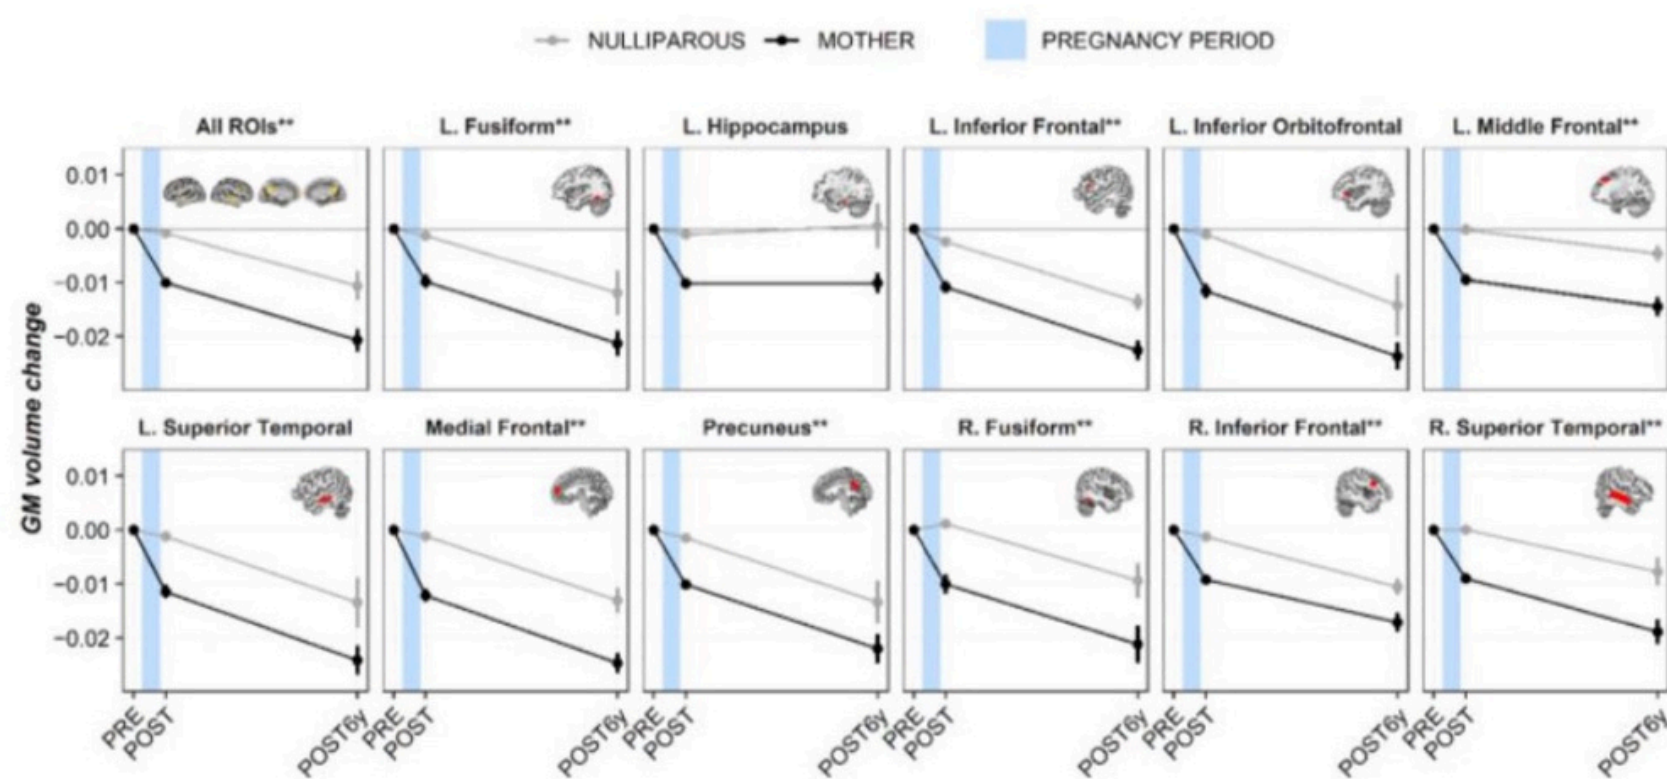 NULLIPAROUS MOTHER PREGNANCY PERIOD
All ROIs** L. Fusiform** L. Hippocampus L. Inferior Frontal** L. Inferior Orbitofrontal L. Middle Frontal**
0.01
0.00
−0.01
−0.02
GM volume change
L. Superior Temporal Medial Frontal** Precuneus** R. Fusiform** R. Inferior Frontal** R. Superior Temporal**
0.01
0.00
−0.01
−0.02
PRE POST POST6y PRE POST POST6y PRE POST POST6y PRE POST POST6y PRE POST POST6y PRE POST POST6y